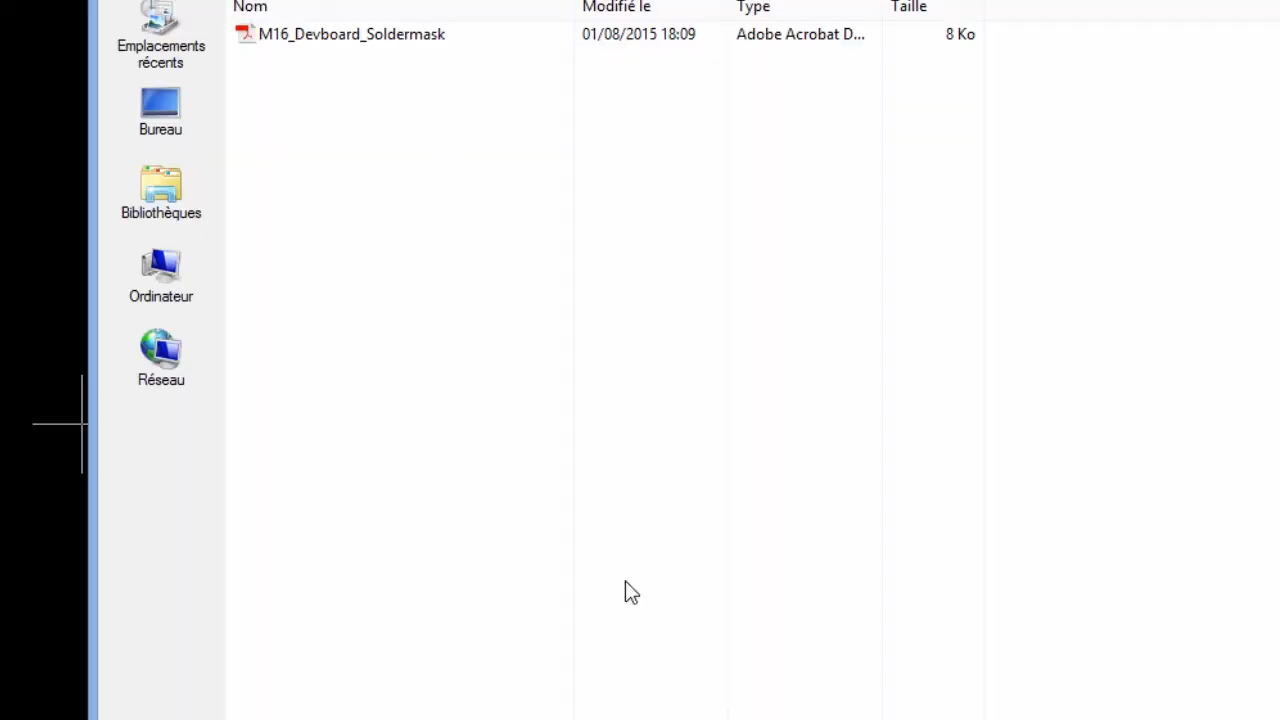 Nom Modifié le Type Taille
M16_Devboard_Soldermask 01/08/2015 18:09 Adobe Acrobat D... 8 Ko
Emplacements
récents
Bureau
Bibliothèques
Ordinateur
Réseau